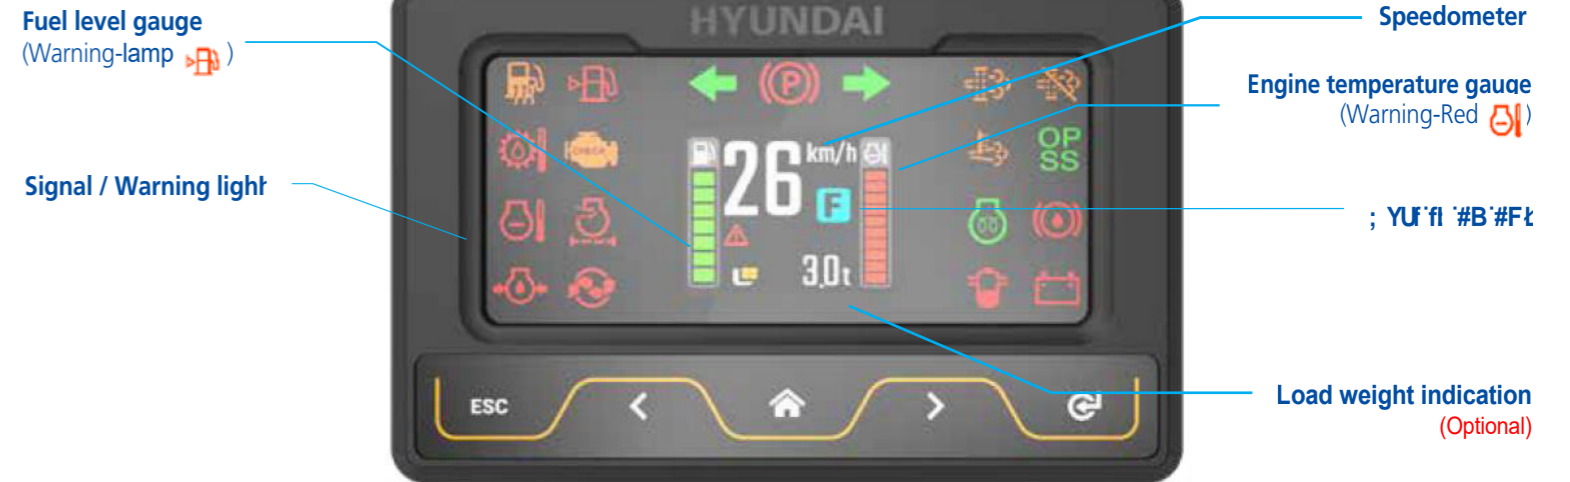 Fuel level gauge
(Warning-lamp )
Signal / Warning light
HYUNDAI
P
CHECK
26 km/h
F
3.0t
OP
SS
ESC
Speedometer
Engine temperature gauge
(Warning-Red )
Load weight indication
(Optional)